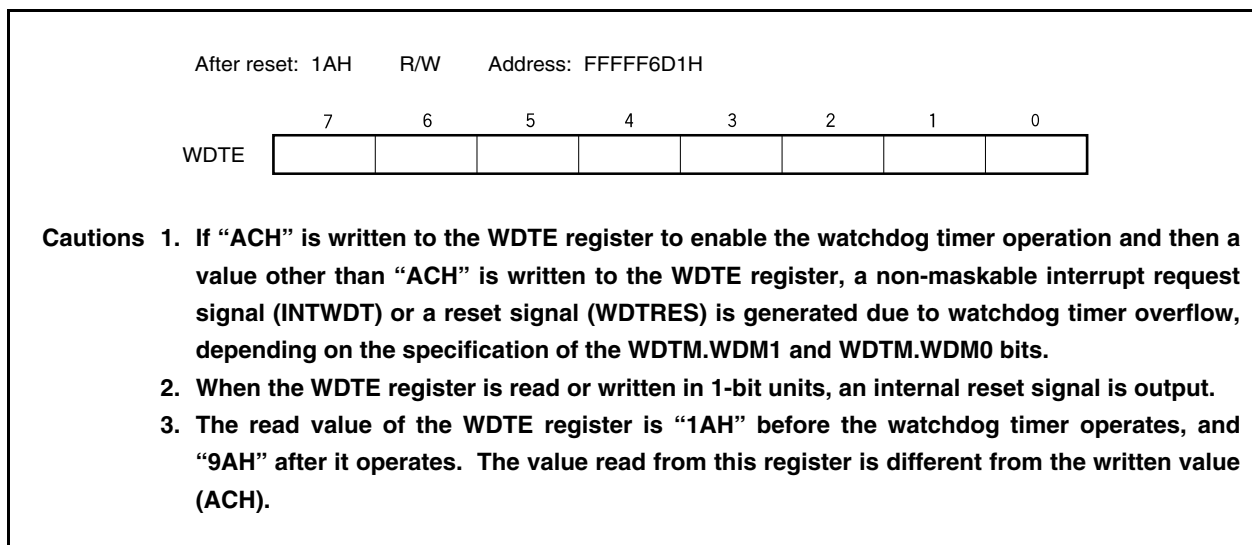 After reset: 1AH R/W Address: FFFFF6D1H
7 6 5 4 3 2 1 0
WDTE
Cautions 1. If “ACH” is written to the WDTE register to enable the watchdog timer operation and then a
value other than “ACH” is written to the WDTE register, a non-maskable interrupt request
signal (INTWDT) or a reset signal (WDTRES) is generated due to watchdog timer overflow,
depending on the specification of the WDTM.WDM1 and WDTM.WDM0 bits.
2. When the WDTE register is read or written in 1-bit units, an internal reset signal is output.
3. The read value of the WDTE register is “1AH” before the watchdog timer operates, and
“9AH” after it operates. The value read from this register is different from the written value
(ACH).